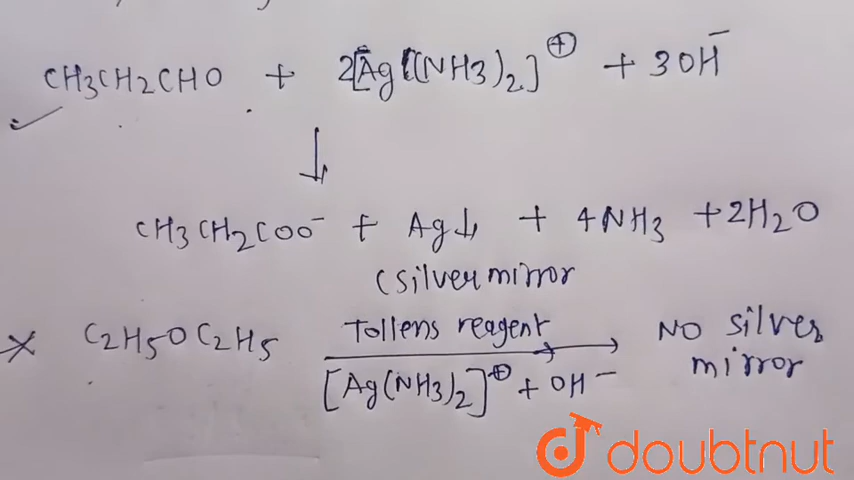 CH3CH2CHO + 2[Ag(NH3)2]⊕ + 3OH⁻
CH3CH2COO⁻ + Ag↓ + 4NH3 + 2H2O
(silver mirror
C2H5OC2H5 Tollens reagent NO silver
[Ag(NH3)2]⊕ + OH⁻ mirror
doubtnut